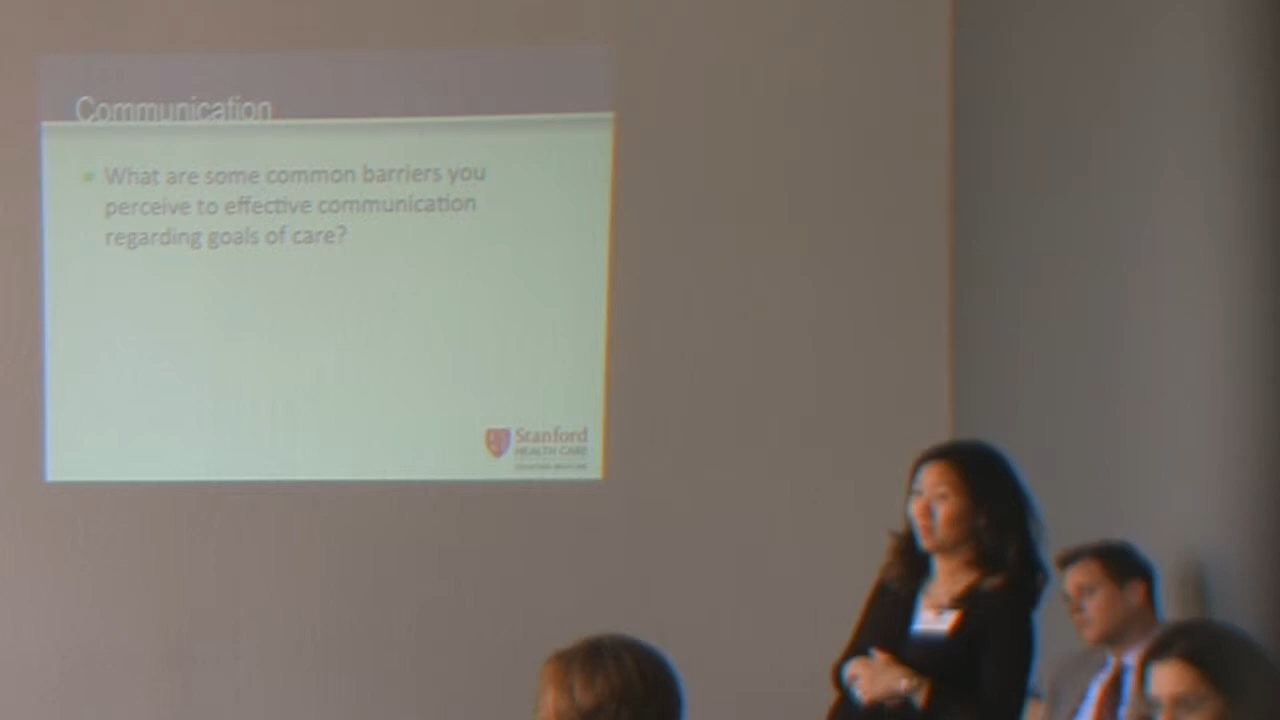 Communication
What are some common barriers you
perceive to effective communication
regarding goals of care?
Stanford
HEALTH CARE